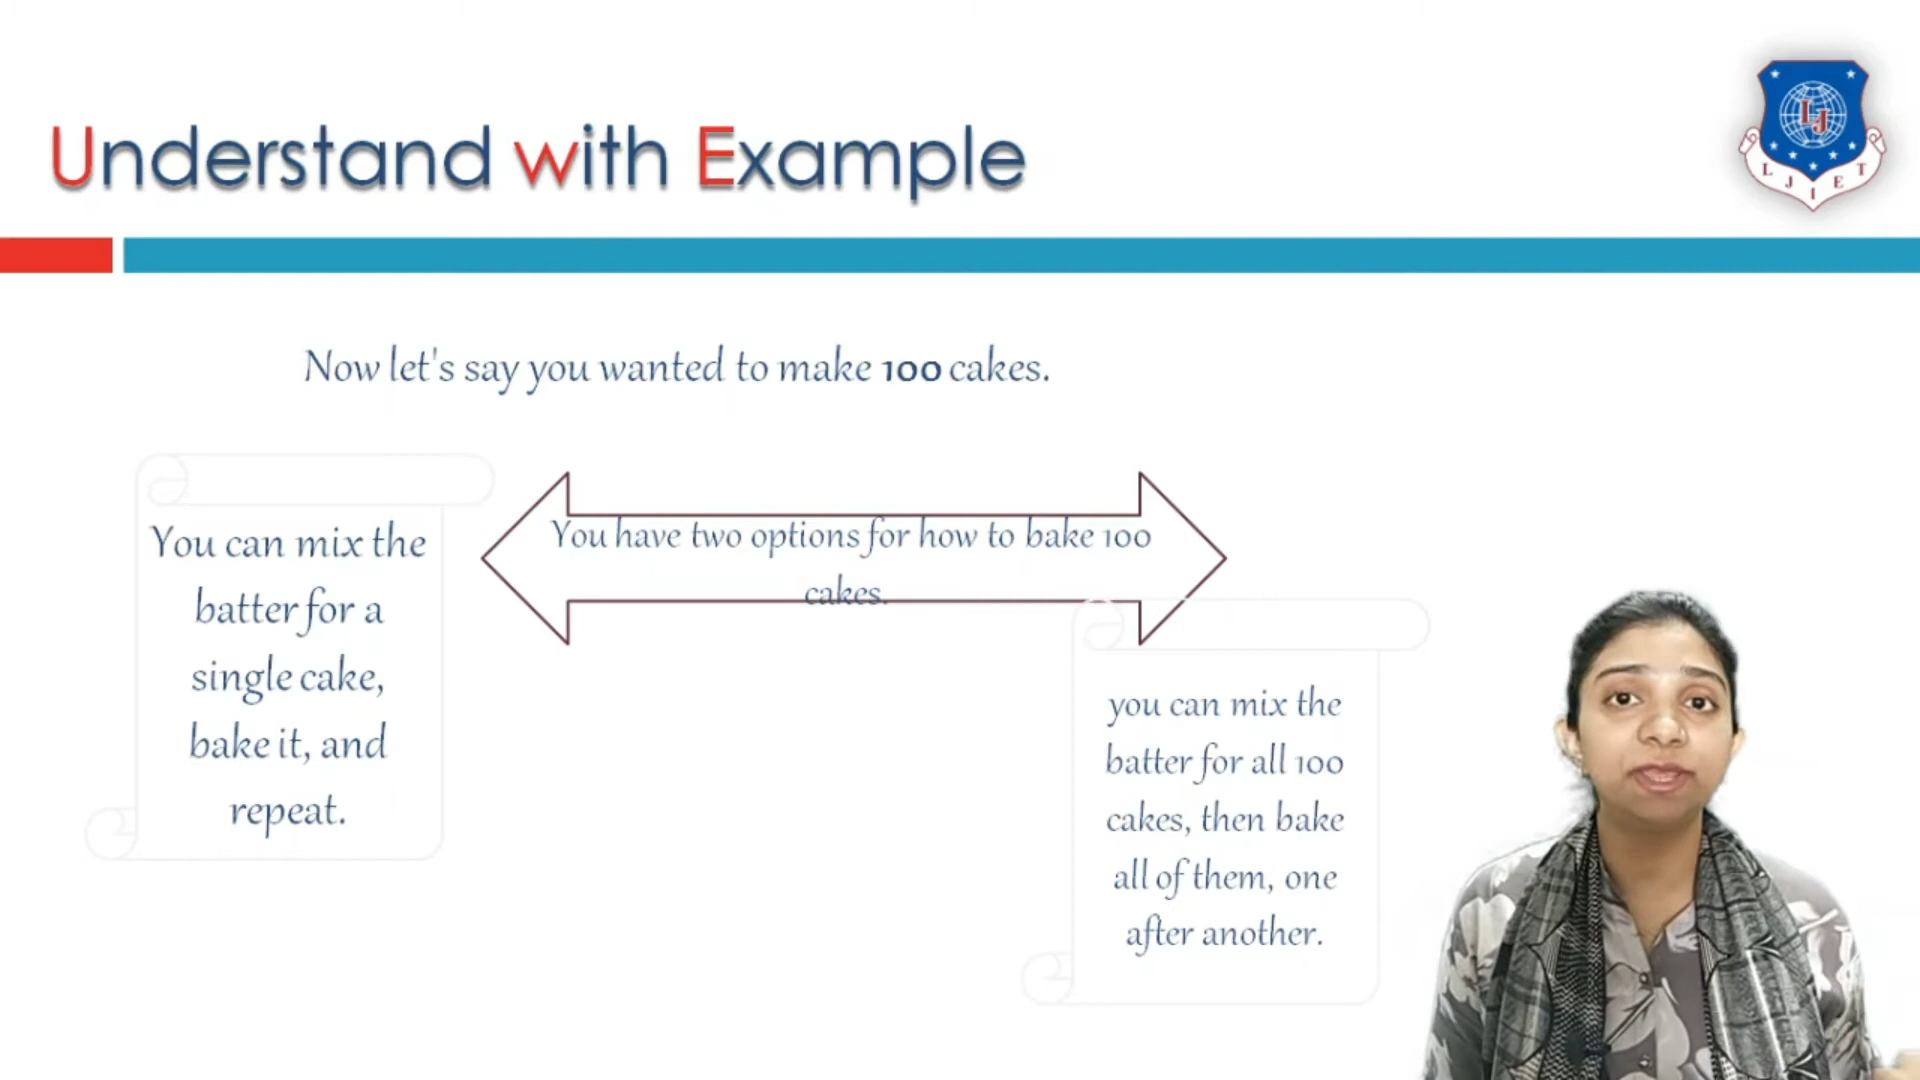 Understand with Example
LJ
LJIET
Now let's say you wanted to make 100 cakes.
You have two options for how to bake 100
cakes.
You can mix the
batter for a
single cake,
bake it, and
repeat.
you can mix the
batter for all 100
cakes, then bake
all of them, one
after another.